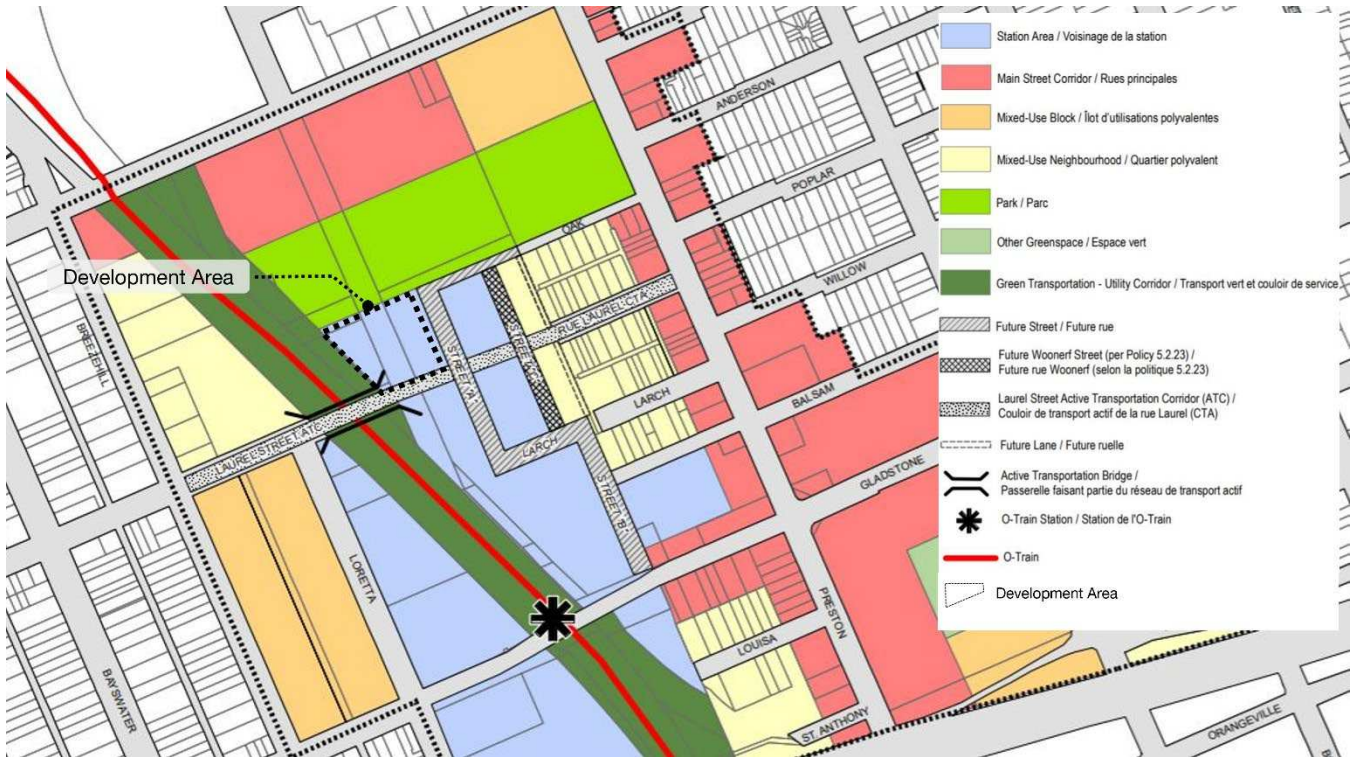 Station Area / Voisinage de la station
Main Street Corridor / Rues principales
Mixed-Use Block / Îlot d'utilisations polyvalentes
Mixed-Use Neighbourhood / Quartier polyvalent
Park / Parc
Other Greenspace / Espace vert
Green Transportation - Utility Corridor / Transport vert et couloir de service
Future Street / Future rue
Future Woonerf Street (per Policy 5.2.23) /
Future rue Woonerf (selon la politique 5.2.23)
Laurel Street Active Transportation Corridor (ATC) /
Couloir de transport actif de la rue Laurel (CTA)
Future Lane / Future ruelle
Active Transportation Bridge /
Passerelle faisant partie du réseau de transport actif
O-Train Station / Station de l'O-Train
O-Train
Development Area
Development Area
ANDERSON
POPLAR
OAK
WILLOW
RUE LAUREL CTA
BREEZEHILL
STREET 'A'
LARCH
BALSAM
LAUREL STREET ATC
LARCH
GLADSTONE
STREET 'B'
LORETTA
PRESTON
LOUISA
BAYSWATER
ST. ANTHONY
ORANGEVILLE